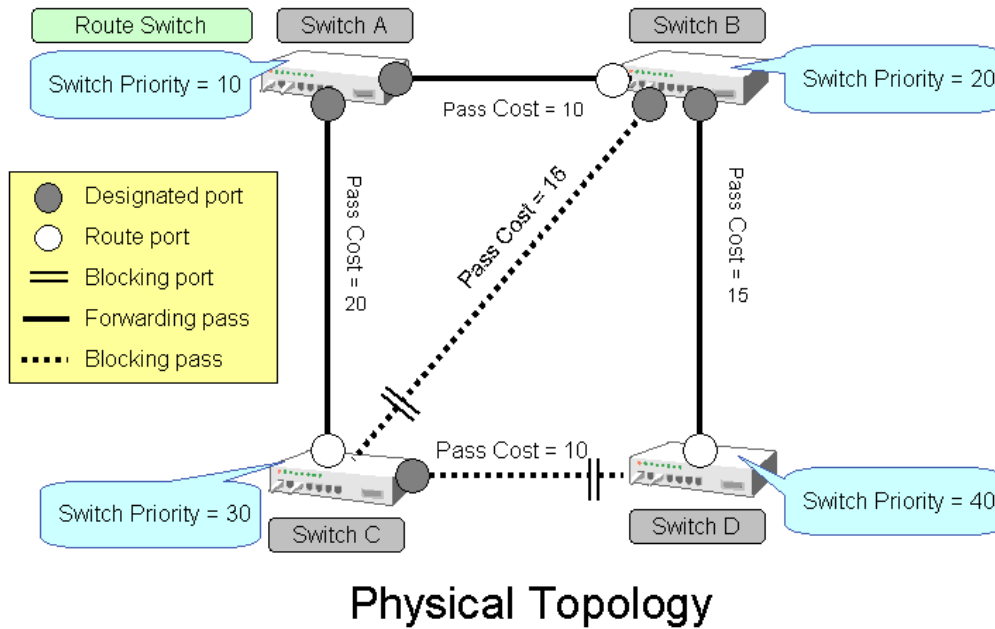 Route Switch
Switch A
Switch B
Switch Priority = 10
Switch Priority = 20
Pass Cost = 10
Designated port
Route port
Blocking port
Forwarding pass
Blocking pass
Pass Cost =
20
Pass Cost = 16
Pass Cost =
15
Pass Cost = 10
Switch Priority = 30
Switch Priority = 40
Switch C
Switch D
Physical Topology